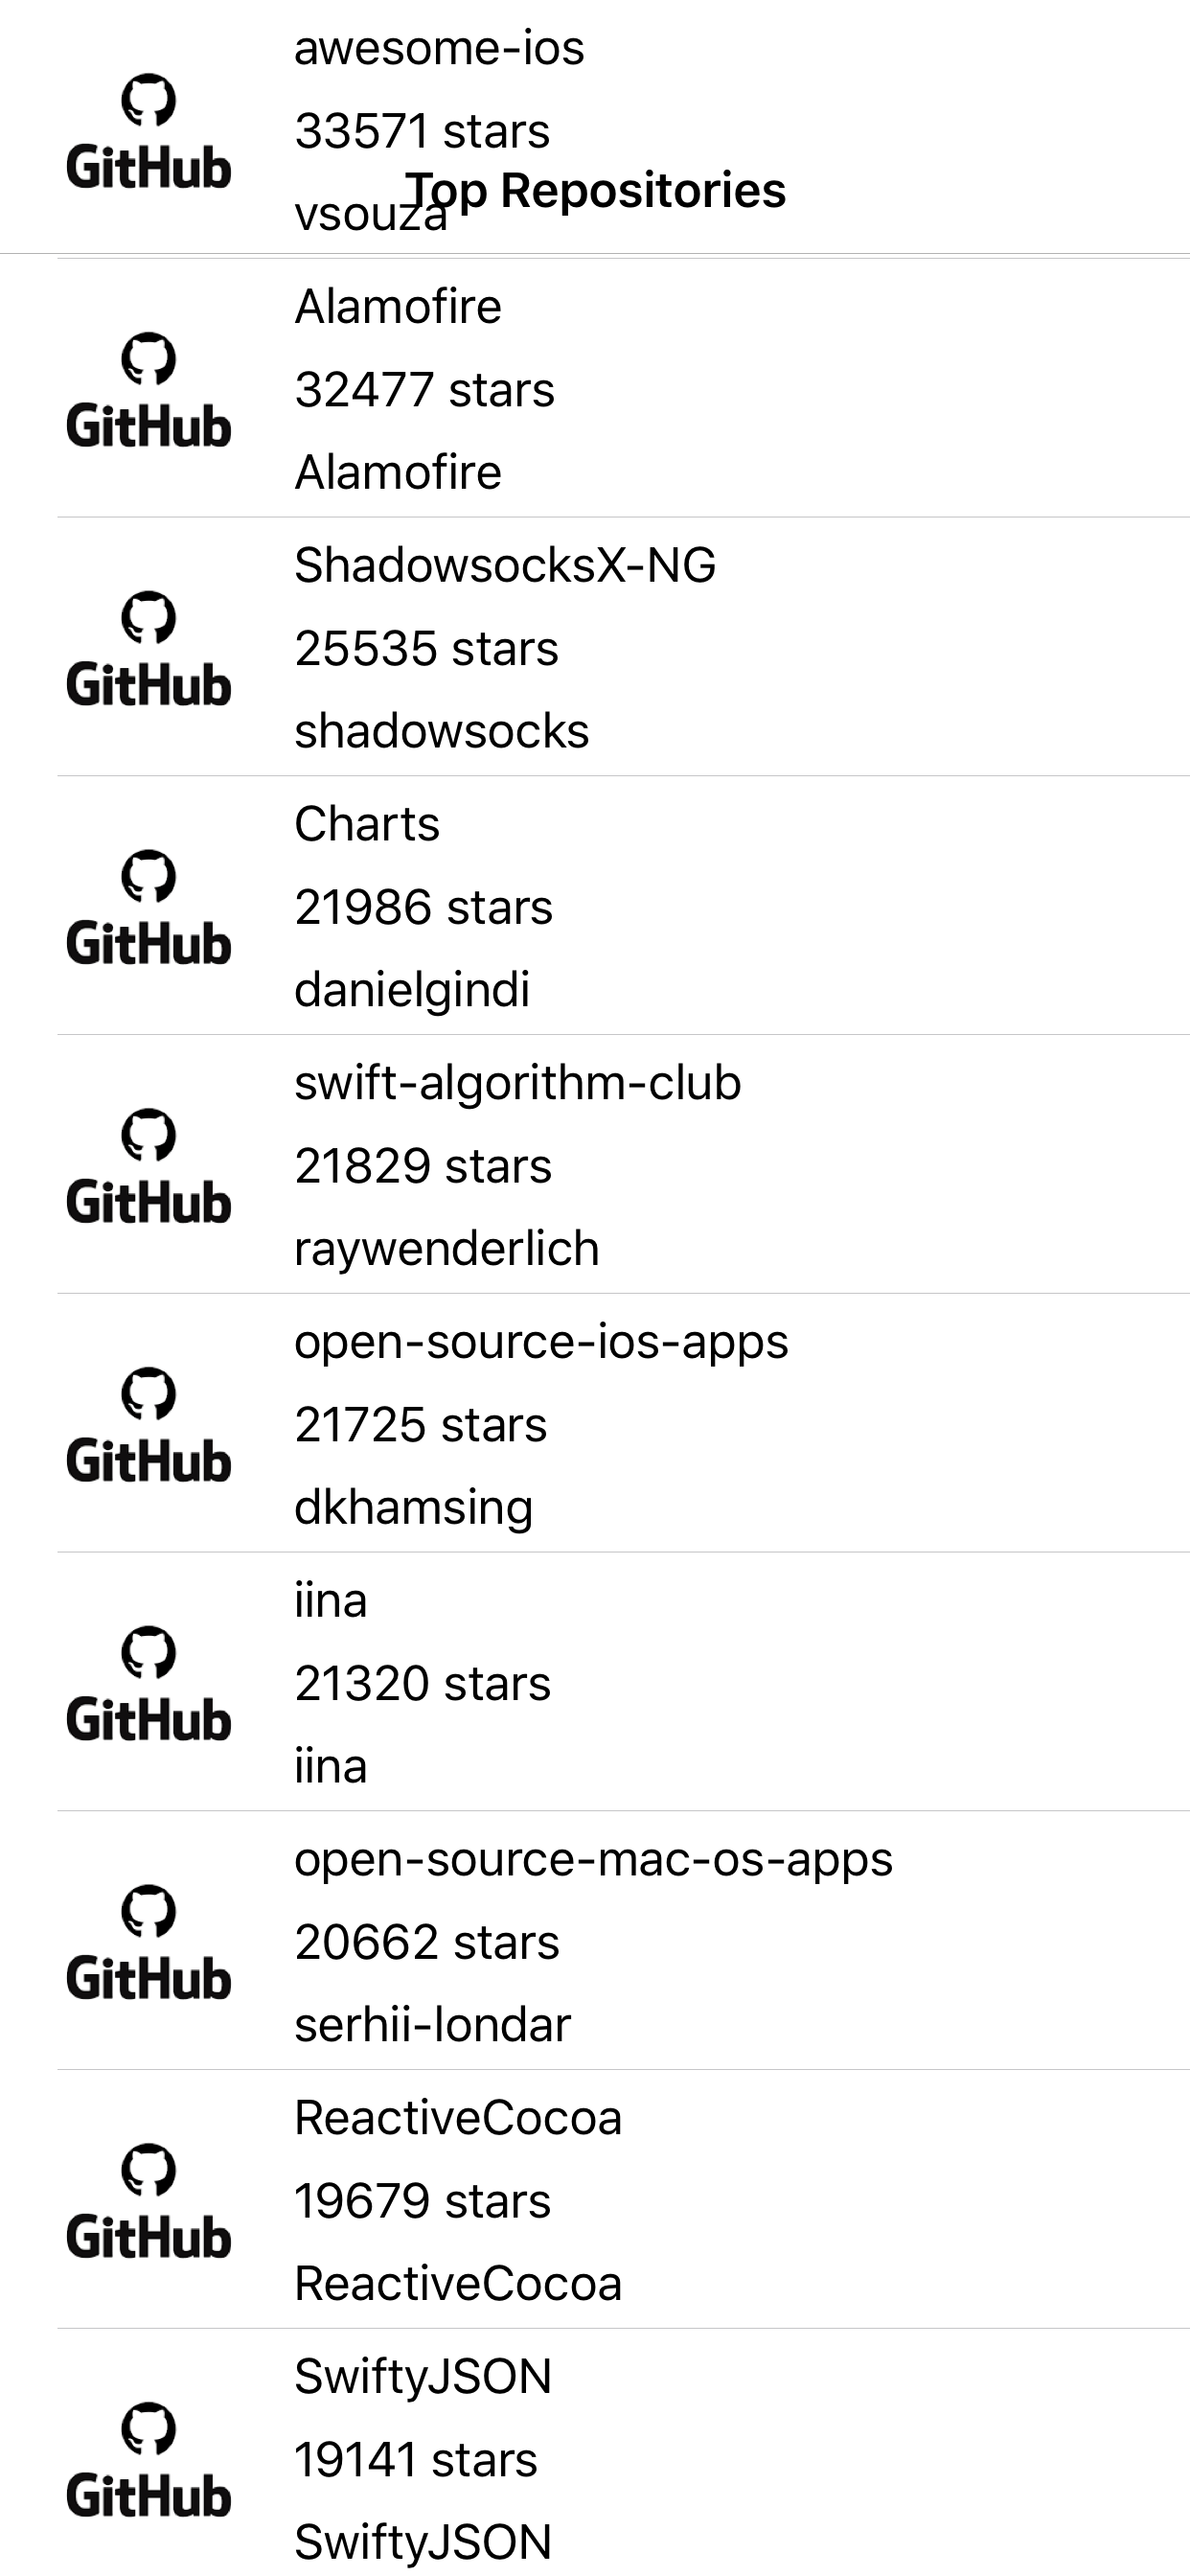 awesome-ios
33571 stars
GitHub
Top Repositories
vsouza
Alamofire
32477 stars
GitHub
Alamofire
ShadowsocksX-NG
25535 stars
GitHub
shadowsocks
Charts
21986 stars
GitHub
danielgindi
swift-algorithm-club
21829 stars
GitHub
raywenderlich
open-source-ios-apps
21725 stars
GitHub
dkhamsing
iina
21320 stars
GitHub
iina
open-source-mac-os-apps
20662 stars
GitHub
serhii-londar
ReactiveCocoa
19679 stars
GitHub
ReactiveCocoa
SwiftyJSON
19141 stars
GitHub
SwiftyJSON